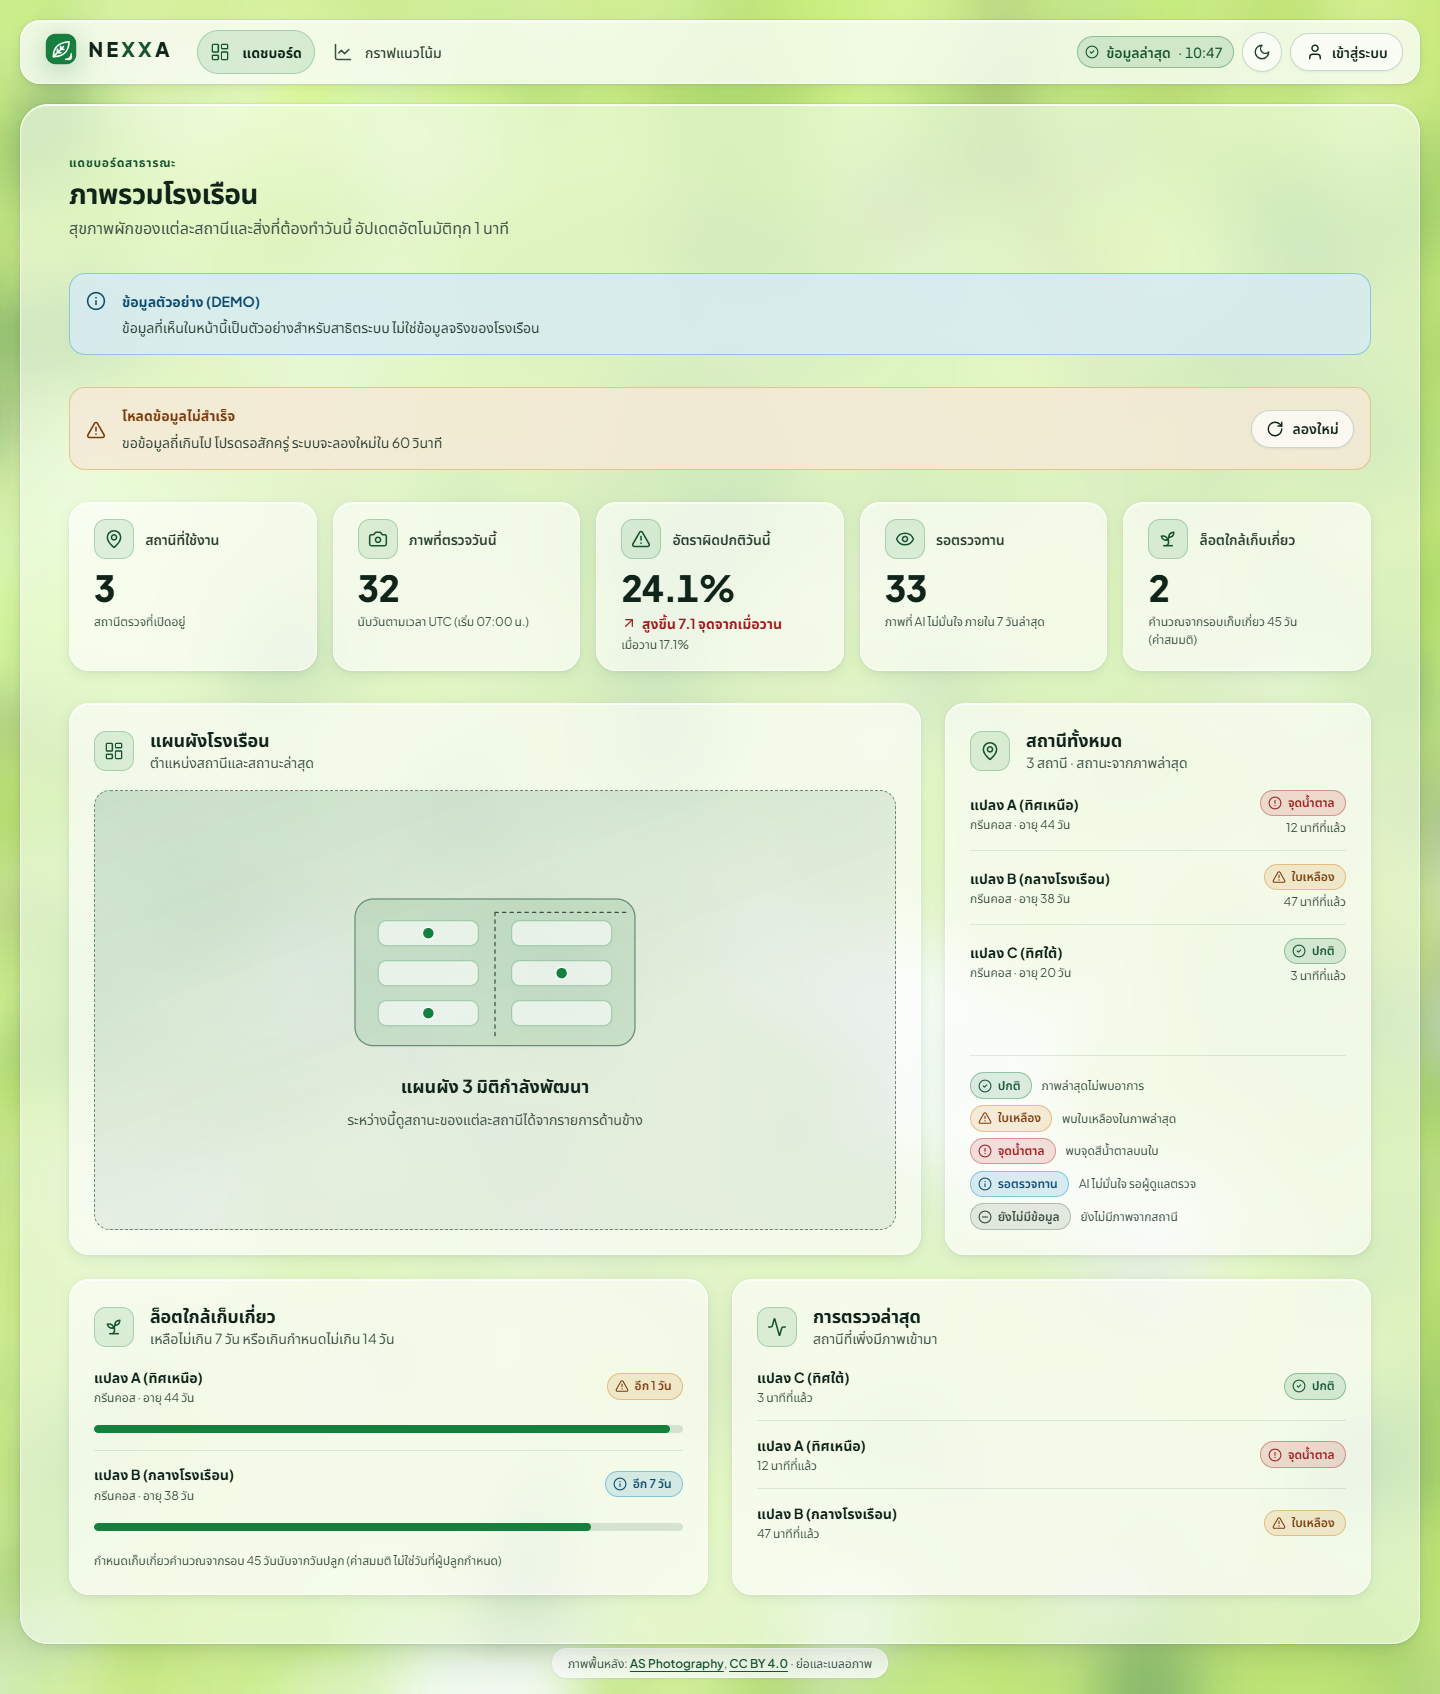 NEXXA
แดชบอร์ด
กราฟแนวโน้ม
ข้อมูลล่าสุด · 10:47
เข้าสู่ระบบ
แดชบอร์ดสาธารณะ
ภาพรวมโรงเรือน
สุขภาพผักของแต่ละสถานีและสิ่งที่ต้องทำวันนี้ อัปเดตอัตโนมัติทุก 1 นาที
ข้อมูลตัวอย่าง (DEMO)
ข้อมูลที่เห็นในหน้านี้เป็นตัวอย่างสำหรับสาธิตระบบ ไม่ใช่ข้อมูลจริงของโรงเรือน
โหลดข้อมูลไม่สำเร็จ
ขอข้อมูลถี่เกินไป โปรดรอสักครู่ ระบบจะลองใหม่ใน 60 วินาที
ลองใหม่
สถานีที่ใช้งาน
3
สถานีตรวจที่เปิดอยู่
ภาพที่ตรวจวันนี้
32
นับวันตามเวลา UTC (เริ่ม 07:00 น.)
อัตราผิดปกติวันนี้
24.1%
สูงขึ้น 7.1 จุดจากเมื่อวาน
เมื่อวาน 17.1%
รอตรวจทาน
33
ภาพที่ AI ไม่มั่นใจ ภายใน 7 วันล่าสุด
ล็อตใกล้เก็บเกี่ยว
2
คำนวณจากรอบเก็บเกี่ยว 45 วัน
(ค่าสมมติ)
แผนผังโรงเรือน
ตำแหน่งสถานีและสถานะล่าสุด
แผนผัง 3 มิติกำลังพัฒนา
ระหว่างนี้ดูสถานะของแต่ละสถานีได้จากรายการด้านข้าง
สถานีทั้งหมด
3 สถานี · สถานะจากภาพล่าสุด
แปลง A (ทิศเหนือ)
กรีนคอส · อายุ 44 วัน
จุดน้ำตาล
12 นาทีที่แล้ว
แปลง B (กลางโรงเรือน)
กรีนคอส · อายุ 38 วัน
ใบเหลือง
47 นาทีที่แล้ว
แปลง C (ทิศใต้)
กรีนคอส · อายุ 20 วัน
ปกติ
3 นาทีที่แล้ว
ปกติ ภาพล่าสุดไม่พบอาการ
ใบเหลือง พบใบเหลืองในภาพล่าสุด
จุดน้ำตาล พบจุดสีน้ำตาลบนใบ
รอตรวจทาน AI ไม่มั่นใจ รอผู้ดูแลตรวจ
ยังไม่มีข้อมูล ยังไม่มีภาพจากสถานี
ล็อตใกล้เก็บเกี่ยว
เหลือไม่เกิน 7 วัน หรือเกินกำหนดไม่เกิน 14 วัน
แปลง A (ทิศเหนือ)
กรีนคอส · อายุ 44 วัน
อีก 1 วัน
แปลง B (กลางโรงเรือน)
กรีนคอส · อายุ 38 วัน
อีก 7 วัน
กำหนดเก็บเกี่ยวคำนวณจากรอบ 45 วันนับจากวันปลูก (ค่าสมมติ ไม่ใช่วันที่ผู้ปลูกกำหนด)
การตรวจล่าสุด
สถานีที่เพิ่งมีภาพเข้ามา
แปลง C (ทิศใต้)
3 นาทีที่แล้ว
ปกติ
แปลง A (ทิศเหนือ)
12 นาทีที่แล้ว
จุดน้ำตาล
แปลง B (กลางโรงเรือน)
47 นาทีที่แล้ว
ใบเหลือง
ภาพพื้นหลัง: AS Photography, CC BY 4.0 · ย่อและเบลอภาพ